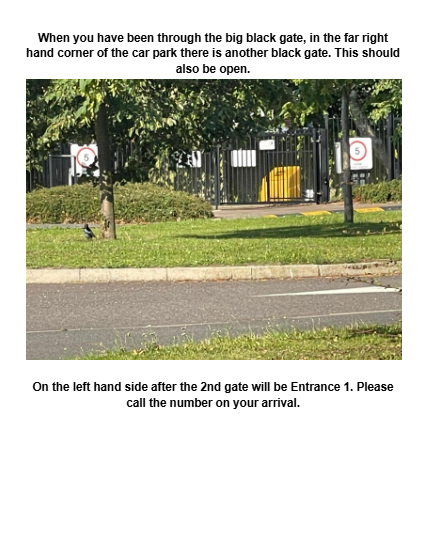 When you have been through the big black gate, in the far right
hand corner of the car park there is another black gate. This should
also be open.
5
5
On the left hand side after the 2nd gate will be Entrance 1. Please
call the number on your arrival.